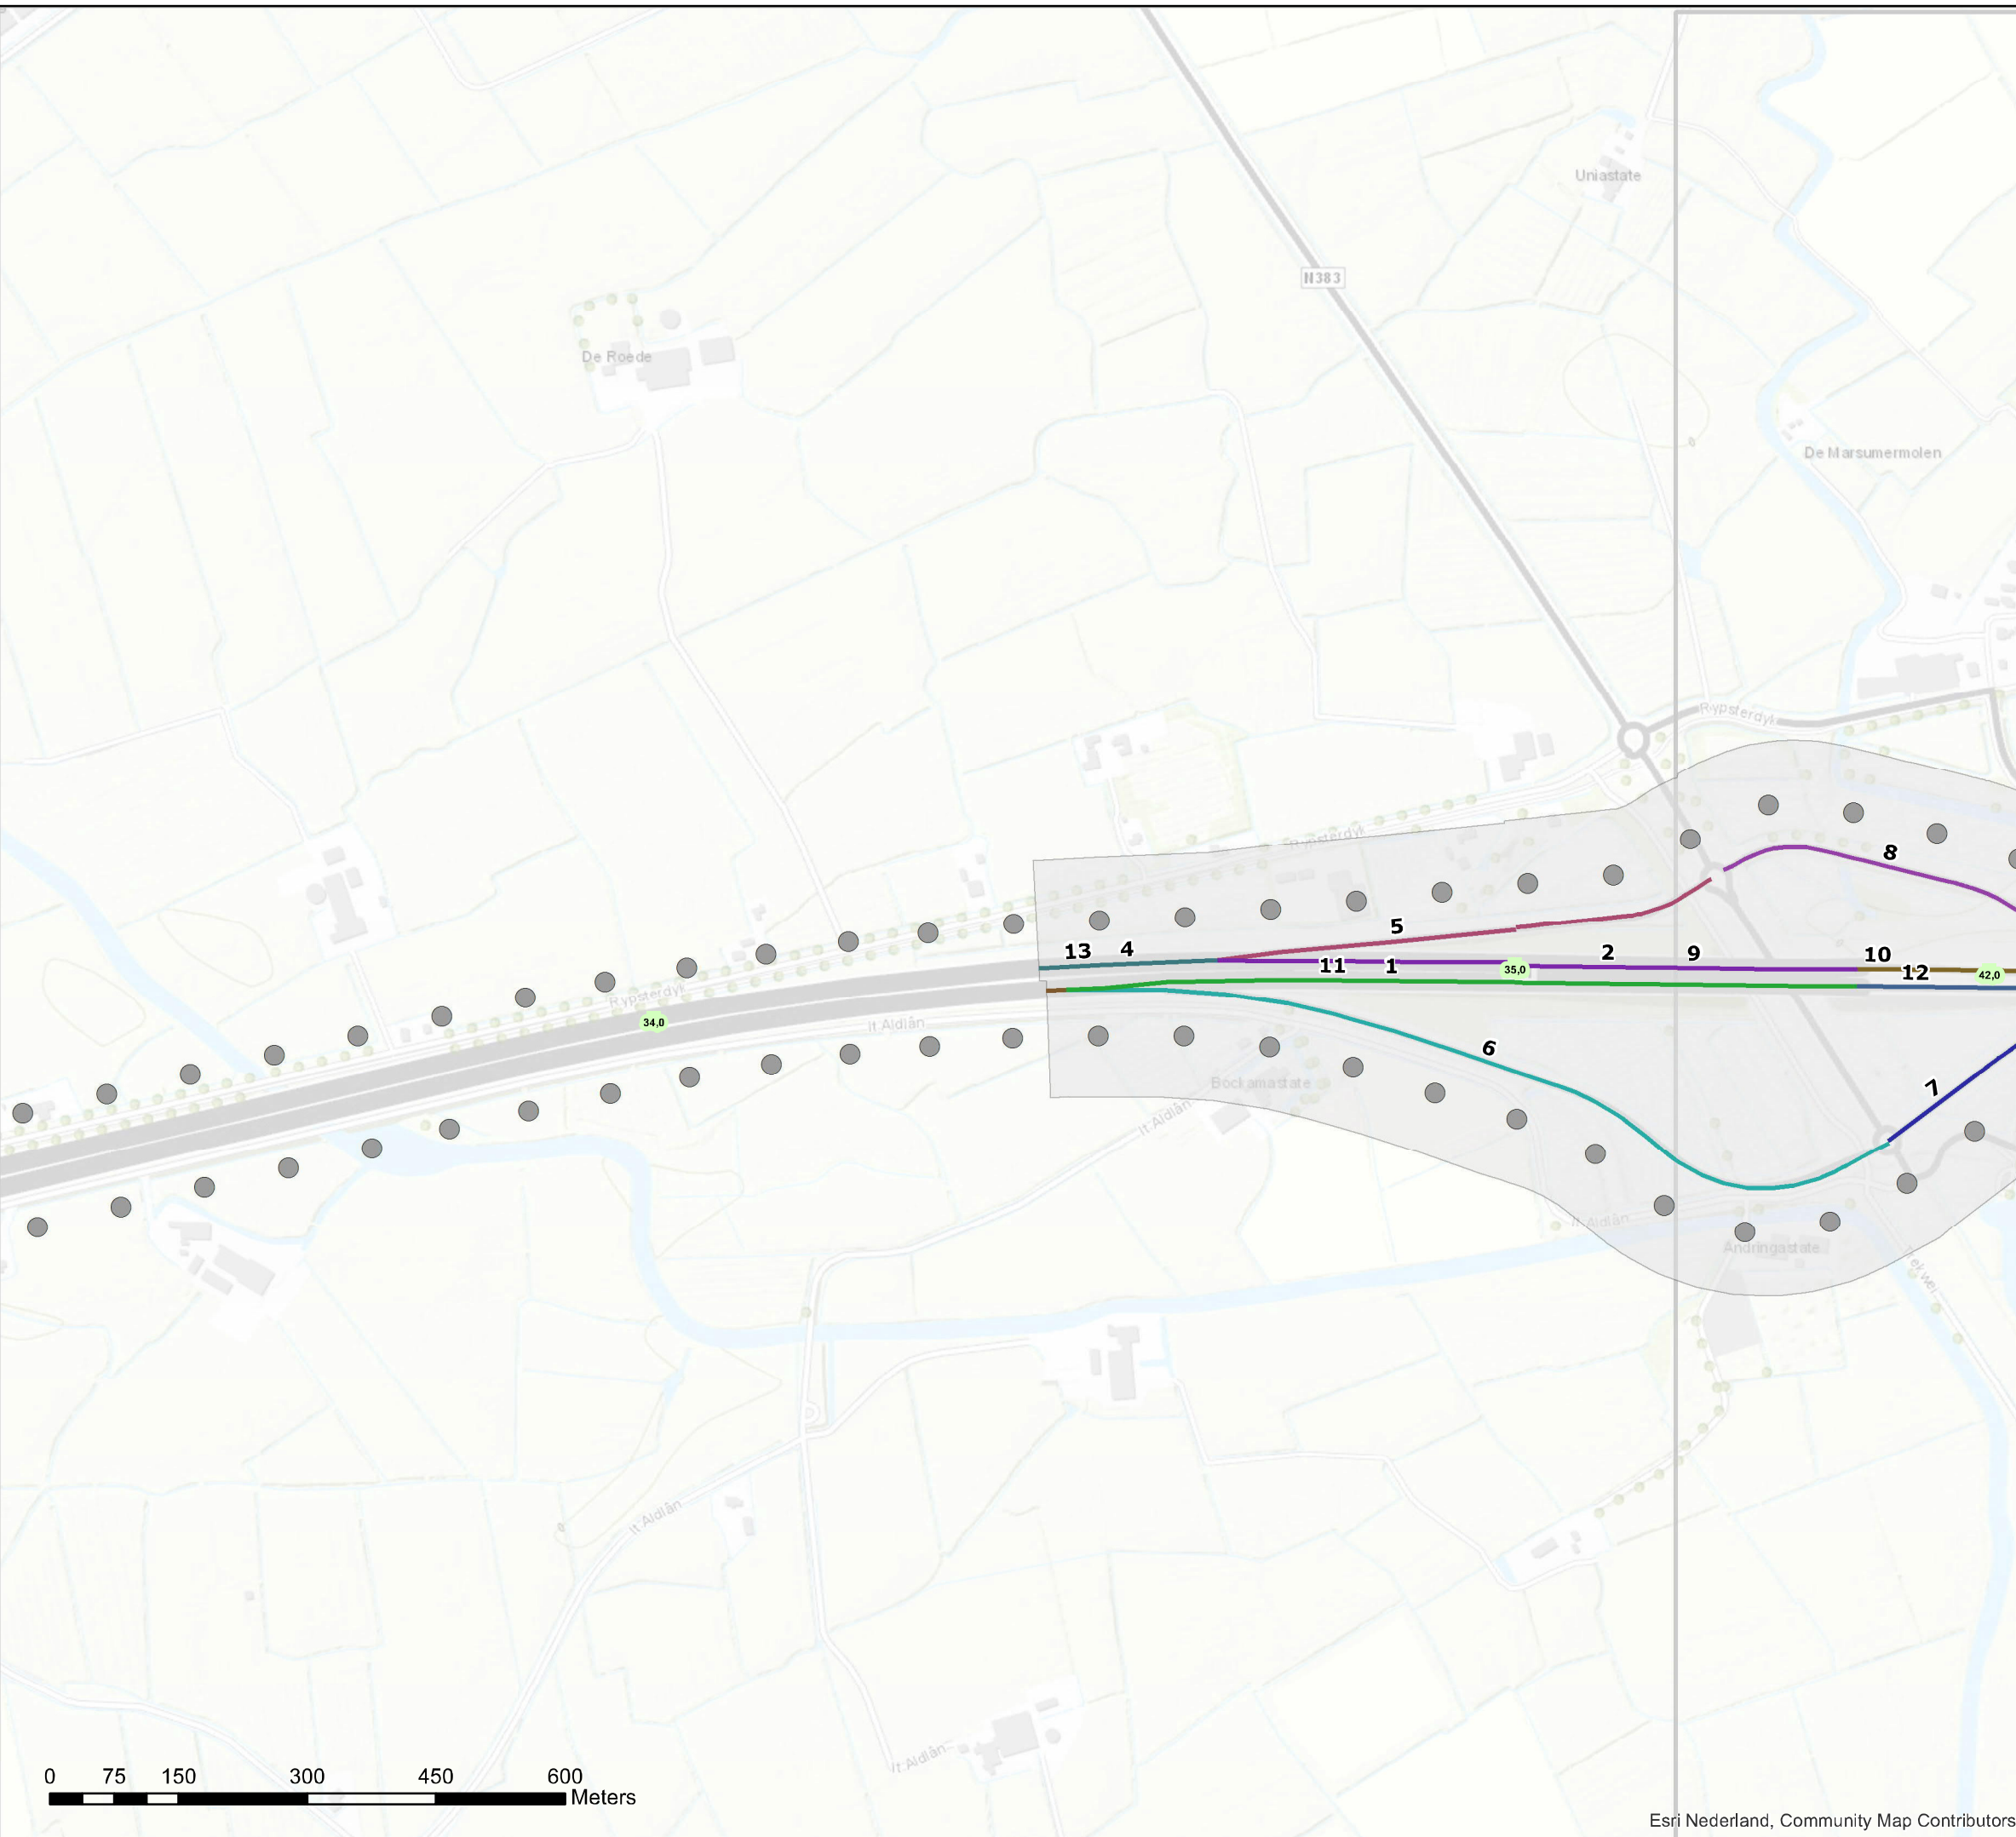 Uniastate
N383
De Roede
De Marsumermolen
Rypsterdyk
Rypsterdyk
8
5
13 4
2 9 10
11 1
35,0
12
42,0
Rypsterdyk
34,0
It Aldlân
6
Bockamastate
7
It Aldlân
It Aldlân
Andringastate
It Aldlân
It Aldlân
0 75 150 300 450 600
Meters
Esri Nederland, Community Map Contributors